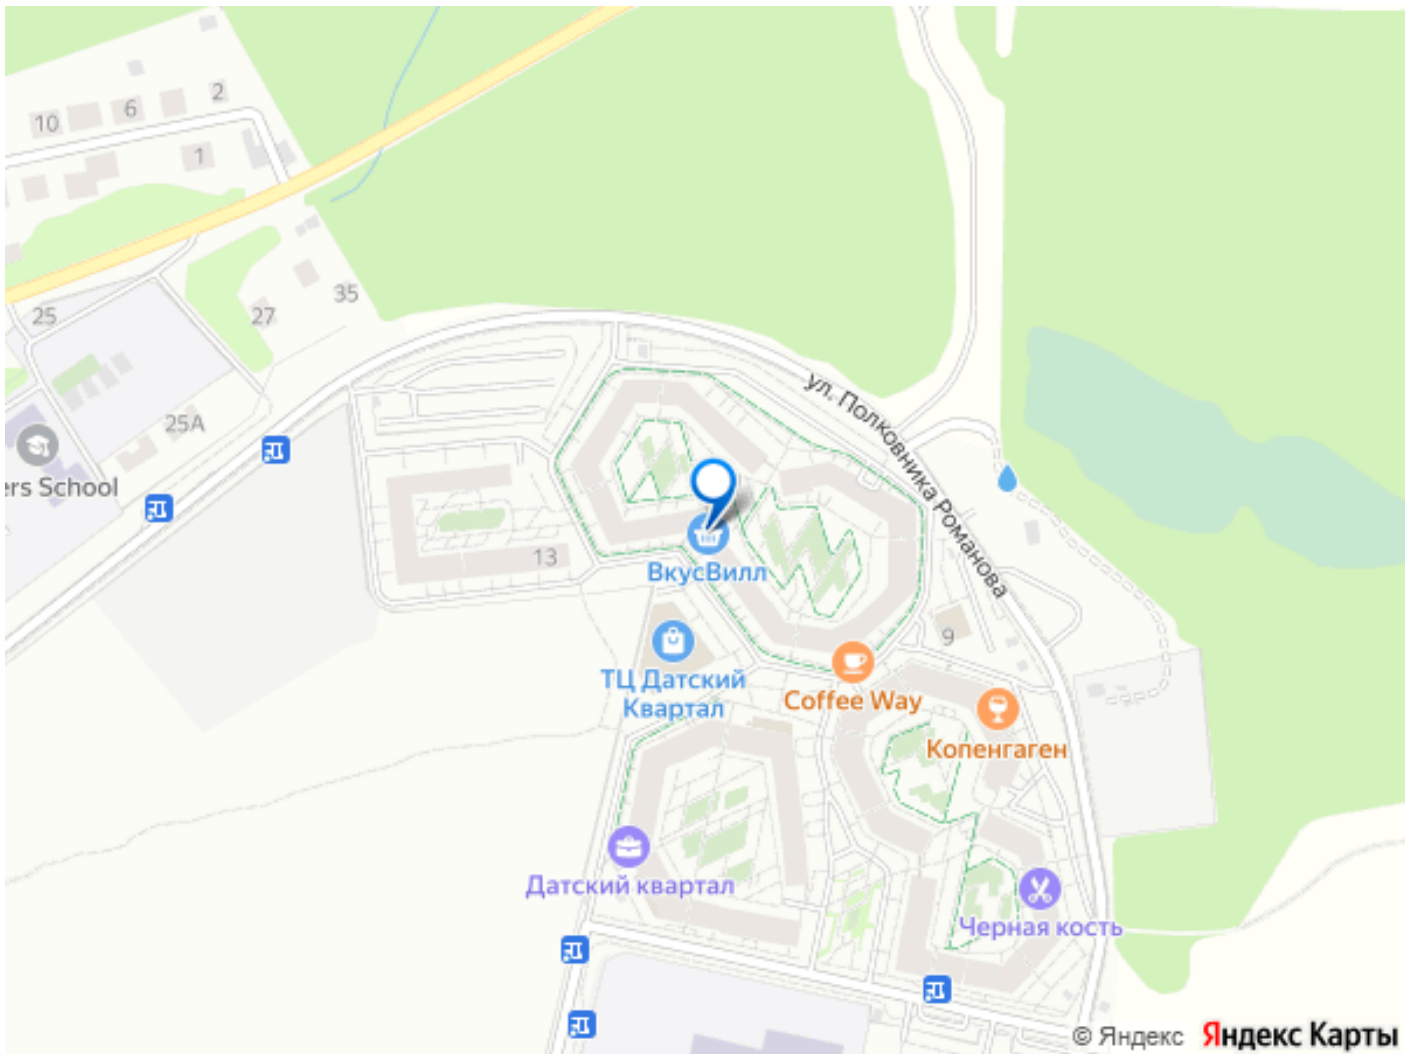 2
6
10
1
35
25
27
25А
ers School
ул. Полковника Романова
13
ВкусВилл
9
ТЦ Датский
Квартал
Coffee Way
Копенгаген
Датский квартал
Черная кость
© Яндекс Яндекс Карты